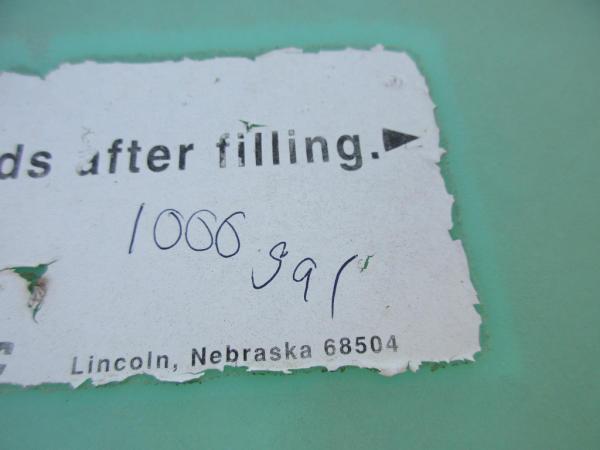 ds after filling.▶
1000 gal
C
Lincoln, Nebraska 68504